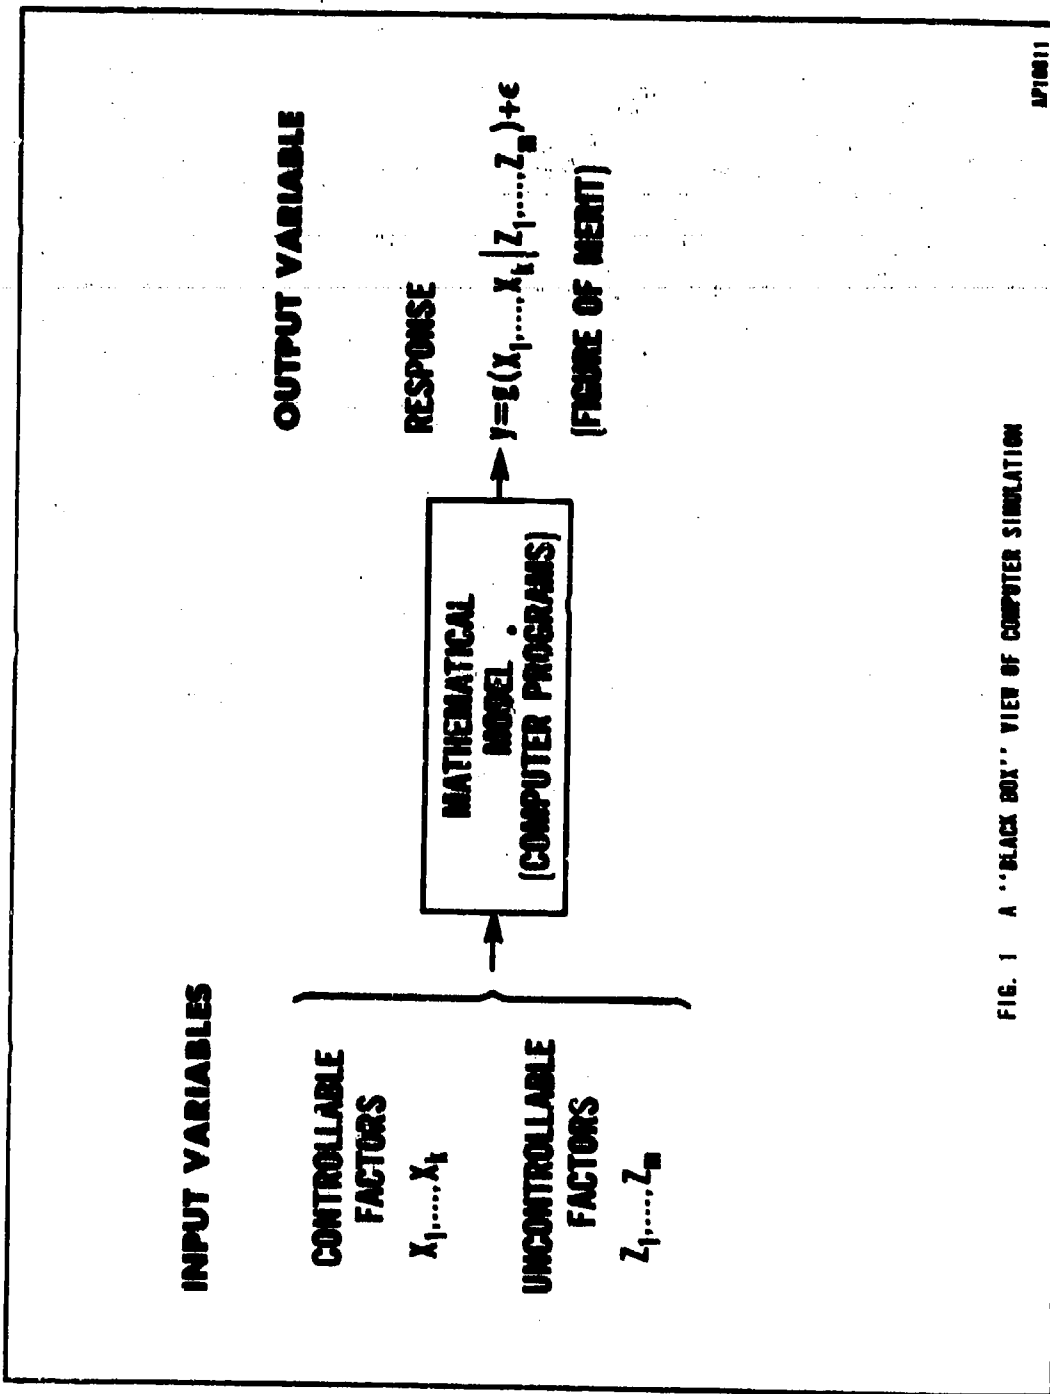 INPUT VARIABLES
CONTROLLABLE
FACTORS
X₁,...,Xₖ
UNCONTROLLABLE
FACTORS
Z₁,...,Zₘ
MATHEMATICAL
MODEL
(COMPUTER PROGRAMS)
OUTPUT VARIABLE
RESPONSE
y=g(X₁,...,Xₖ|Z₁,...,Zₘ)+ϵ
(FIGURE OF MERIT)
FIG. 1 A ''BLACK BOX'' VIEW OF COMPUTER SIMULATION
AP10811